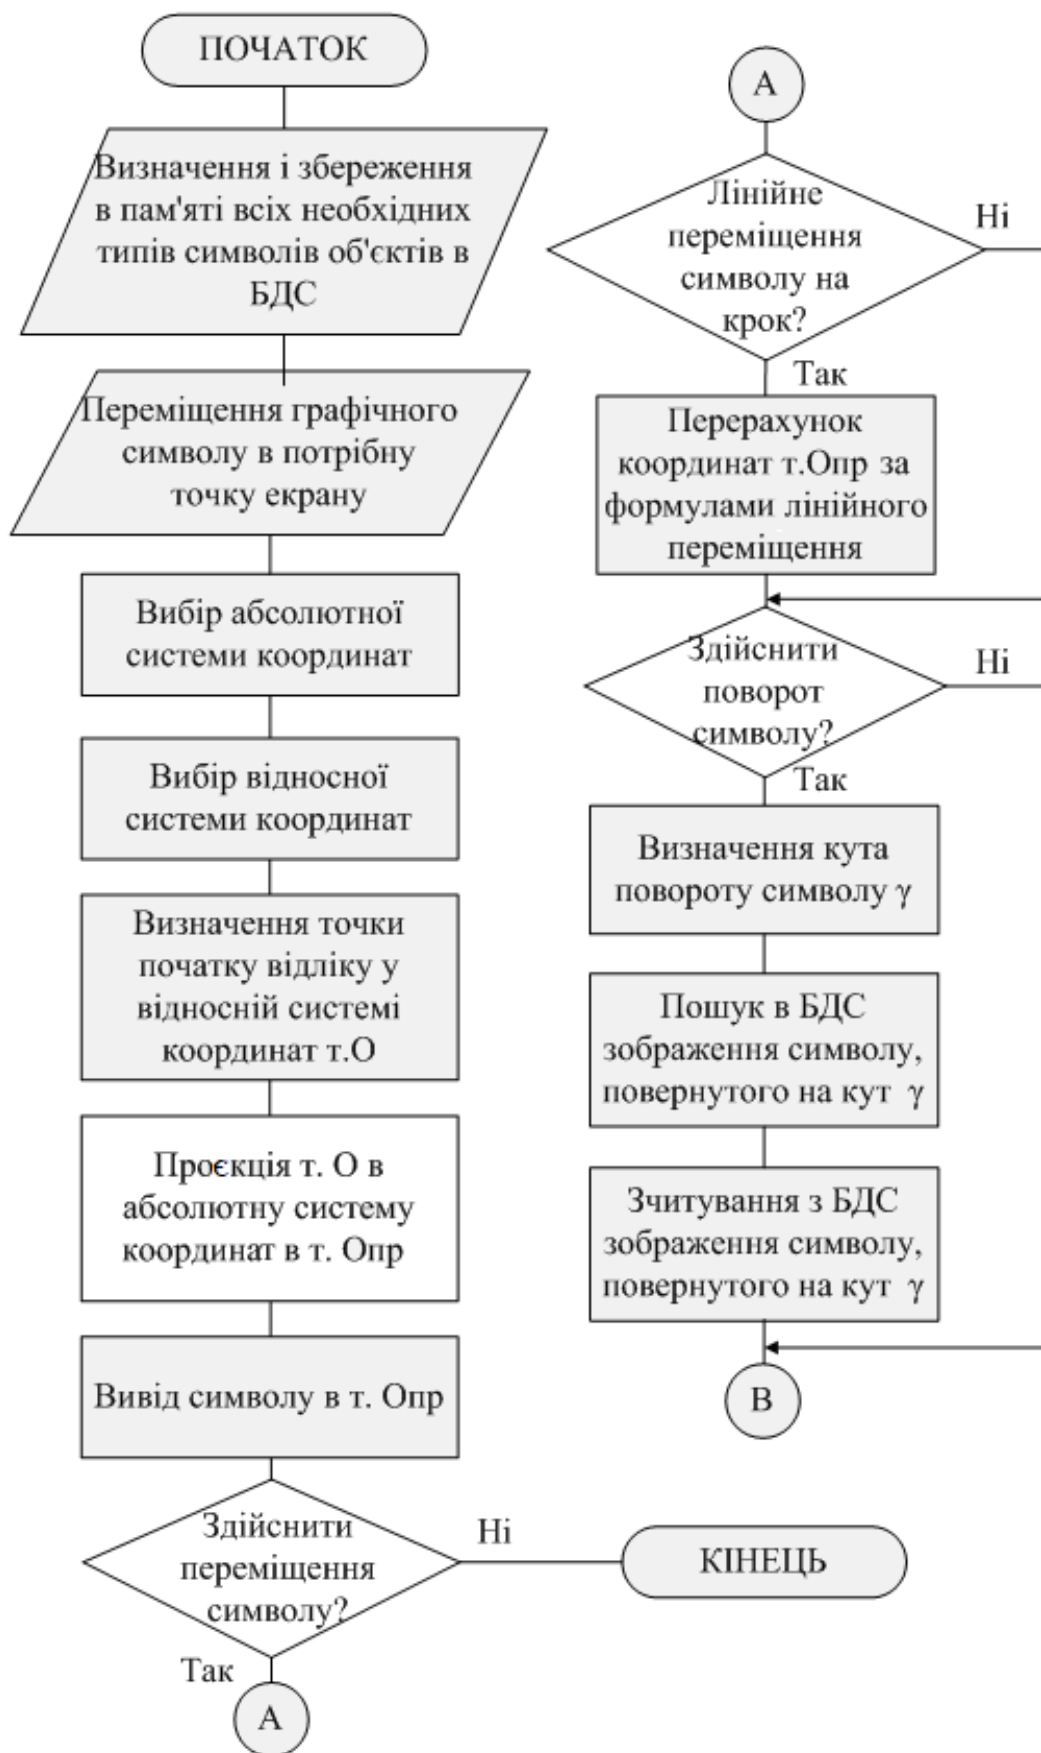 ПОЧАТОК
Визначення і збереження
в пам'яті всіх необхідних
типів символів об'єктів в
БДС
Переміщення графічного
символу в потрібну
точку екрану
Вибір абсолютної
системи координат
Вибір відносної
системи координат
Визначення точки
початку відліку у
відносній системі
координат т.О
Проєкція т. О в
абсолютну систему
координат в т. Опр
Вивід символу в т. Опр
Здійснити
переміщення
символу?
Ні
КІНЕЦЬ
Так
А
А
Лінійне
переміщення
символу на
крок?
Ні
Так
Перерахунок
координат т.Опр за
формулами лінійного
переміщення
Здійснити
поворот
символу?
Ні
Так
Визначення кута
повороту символу γ
Пошук в БДС
зображення символу,
повернутого на кут γ
Зчитування з БДС
зображення символу,
повернутого на кут γ
В